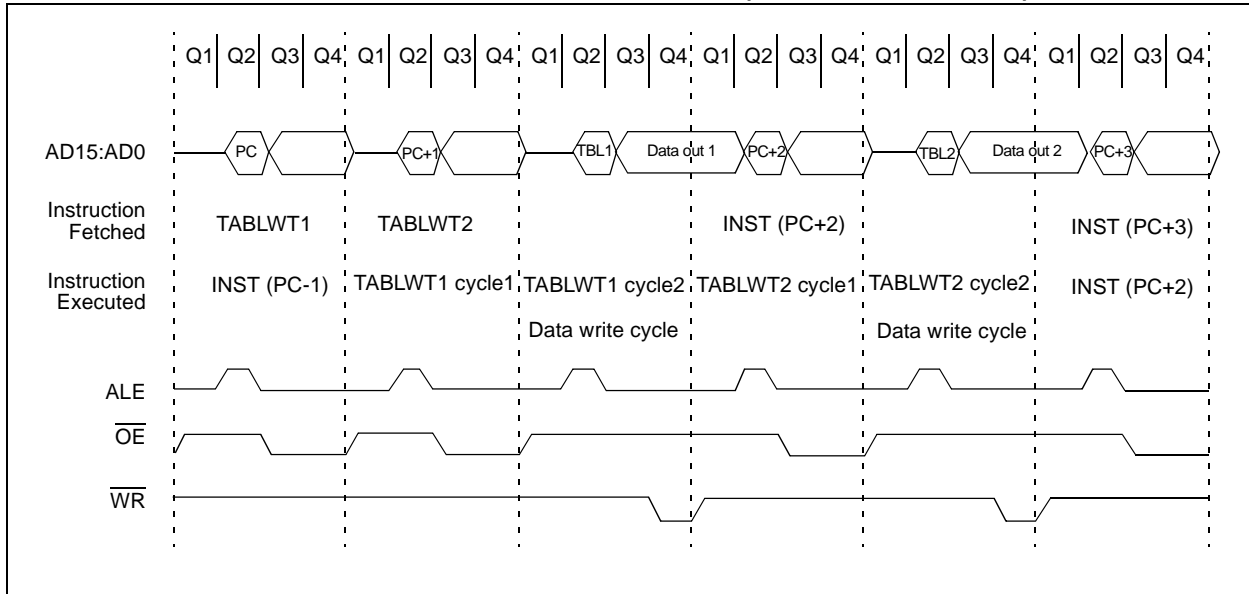 Q1 Q2 Q3 Q4 Q1 Q2 Q3 Q4 Q1 Q2 Q3 Q4 Q1 Q2 Q3 Q4 Q1 Q2 Q3 Q4 Q1 Q2 Q3 Q4
AD15:AD0 PC PC+1 TBL1 Data out 1 PC+2 TBL2 Data out 2 PC+3
Instruction
Fetched
TABLWT1 TABLWT2 INST (PC+2) INST (PC+3)
Instruction
Executed
INST (PC-1) TABLWT1 cycle1 TABLWT1 cycle2 TABLWT2 cycle1 TABLWT2 cycle2 INST (PC+2)
Data write cycle Data write cycle
ALE
OE
WR